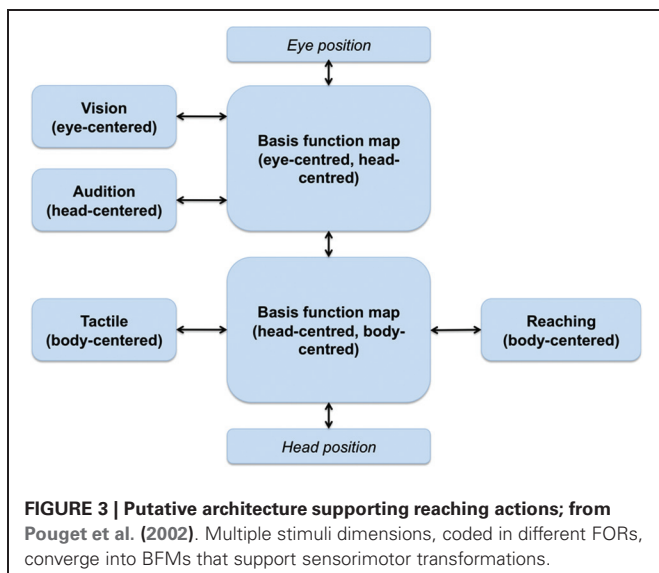 Eye position
Vision
(eye-centered)
Basis function map
(eye-centred, head-
centred)
Audition
(head-centered)
Tactile
(body-centered)
Basis function map
(head-centred, body-
centred)
Reaching
(body-centered)
Head position
FIGURE 3 | Putative architecture supporting reaching actions; from
Pouget et al. (2002). Multiple stimuli dimensions, coded in different FORs,
converge into BFMs that support sensorimotor transformations.